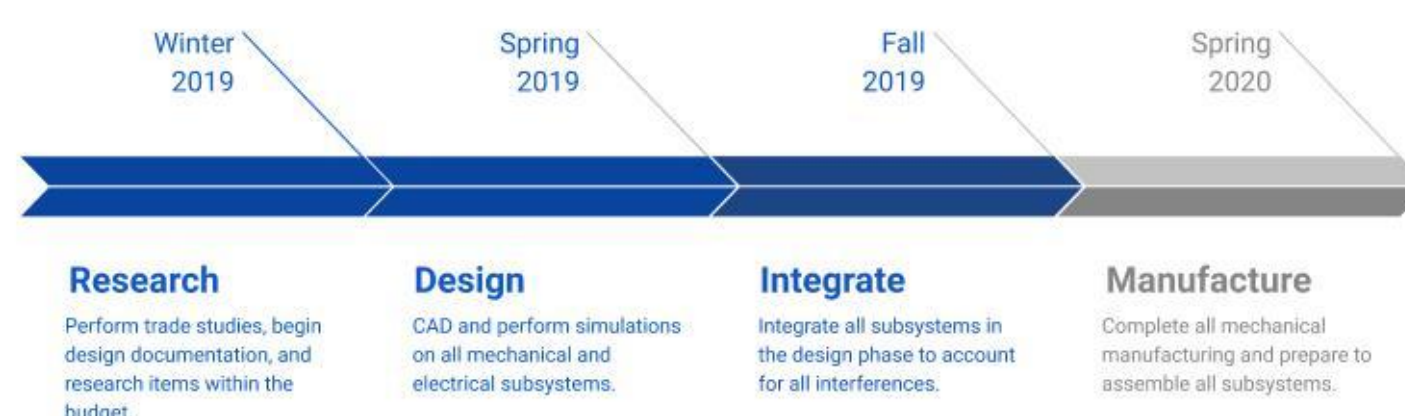 Winter
2019
Spring
2019
Fall
2019
Spring
2020
Research
Perform trade studies, begin
design documentation, and
research items within the
budget.
Design
CAD and perform simulations
on all mechanical and
electrical subsystems.
Integrate
Integrate all subsystems in
the design phase to account
for all interferences.
Manufacture
Complete all mechanical
manufacturing and prepare to
assemble all subsystems.